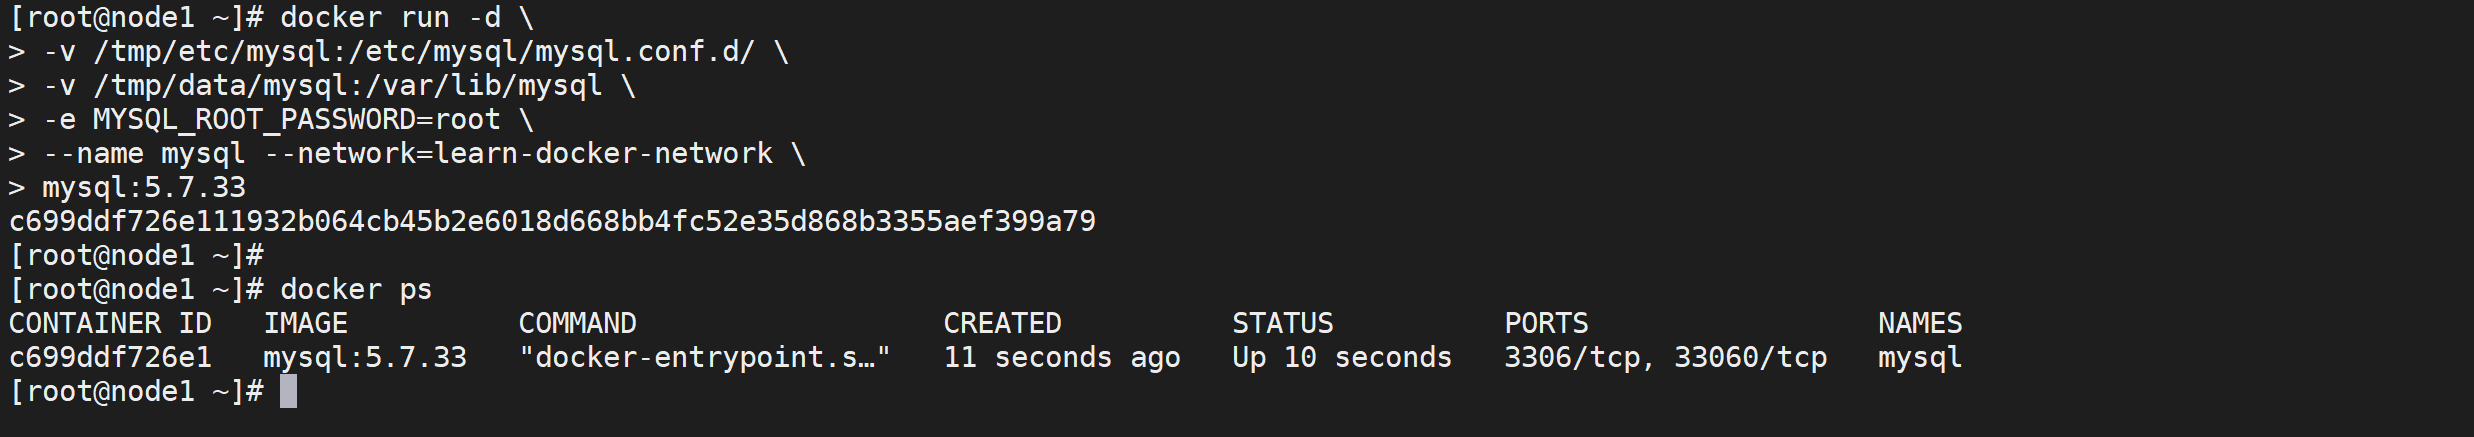 [root@node1 ~]# docker run -d \
> -v /tmp/etc/mysql:/etc/mysql/mysql.conf.d/ \
> -v /tmp/data/mysql:/var/lib/mysql \
> -e MYSQL_ROOT_PASSWORD=root \
> --name mysql --network=learn-docker-network \
> mysql:5.7.33
c699ddf726e111932b064cb45b2e6018d668bb4fc52e35d868b3355aef399a79
[root@node1 ~]#
[root@node1 ~]# docker ps
CONTAINER ID   IMAGE          COMMAND                  CREATED          STATUS          PORTS                 NAMES
c699ddf726e1   mysql:5.7.33   "docker-entrypoint.s…"   11 seconds ago   Up 10 seconds   3306/tcp, 33060/tcp   mysql
[root@node1 ~]#